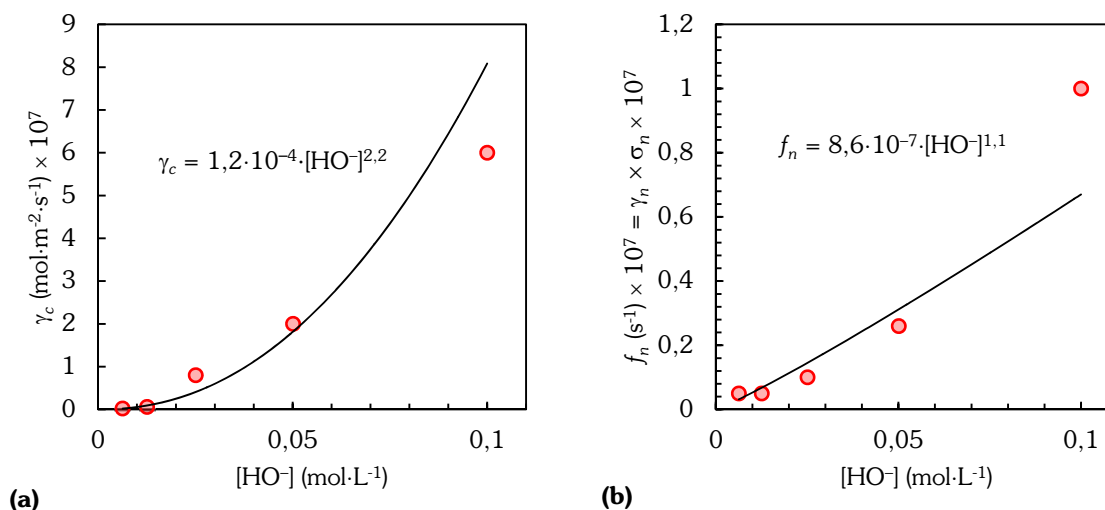 9
8
7
6
5
4
3
2
1
0
γc (mol·m-2·s-1) × 10⁷
γc = 1,2·10⁻⁴·[HO⁻]²,²
0 0,05 0,1
[HO⁻] (mol·L-1)
(a)
1,2
1
0,8
0,6
0,4
0,2
0
fn (s-1) × 10⁷ = γn × σn × 10⁷
fn = 8,6·10⁻⁷·[HO⁻]¹,¹
0 0,05 0,1
[HO⁻] (mol·L-1)
(b)